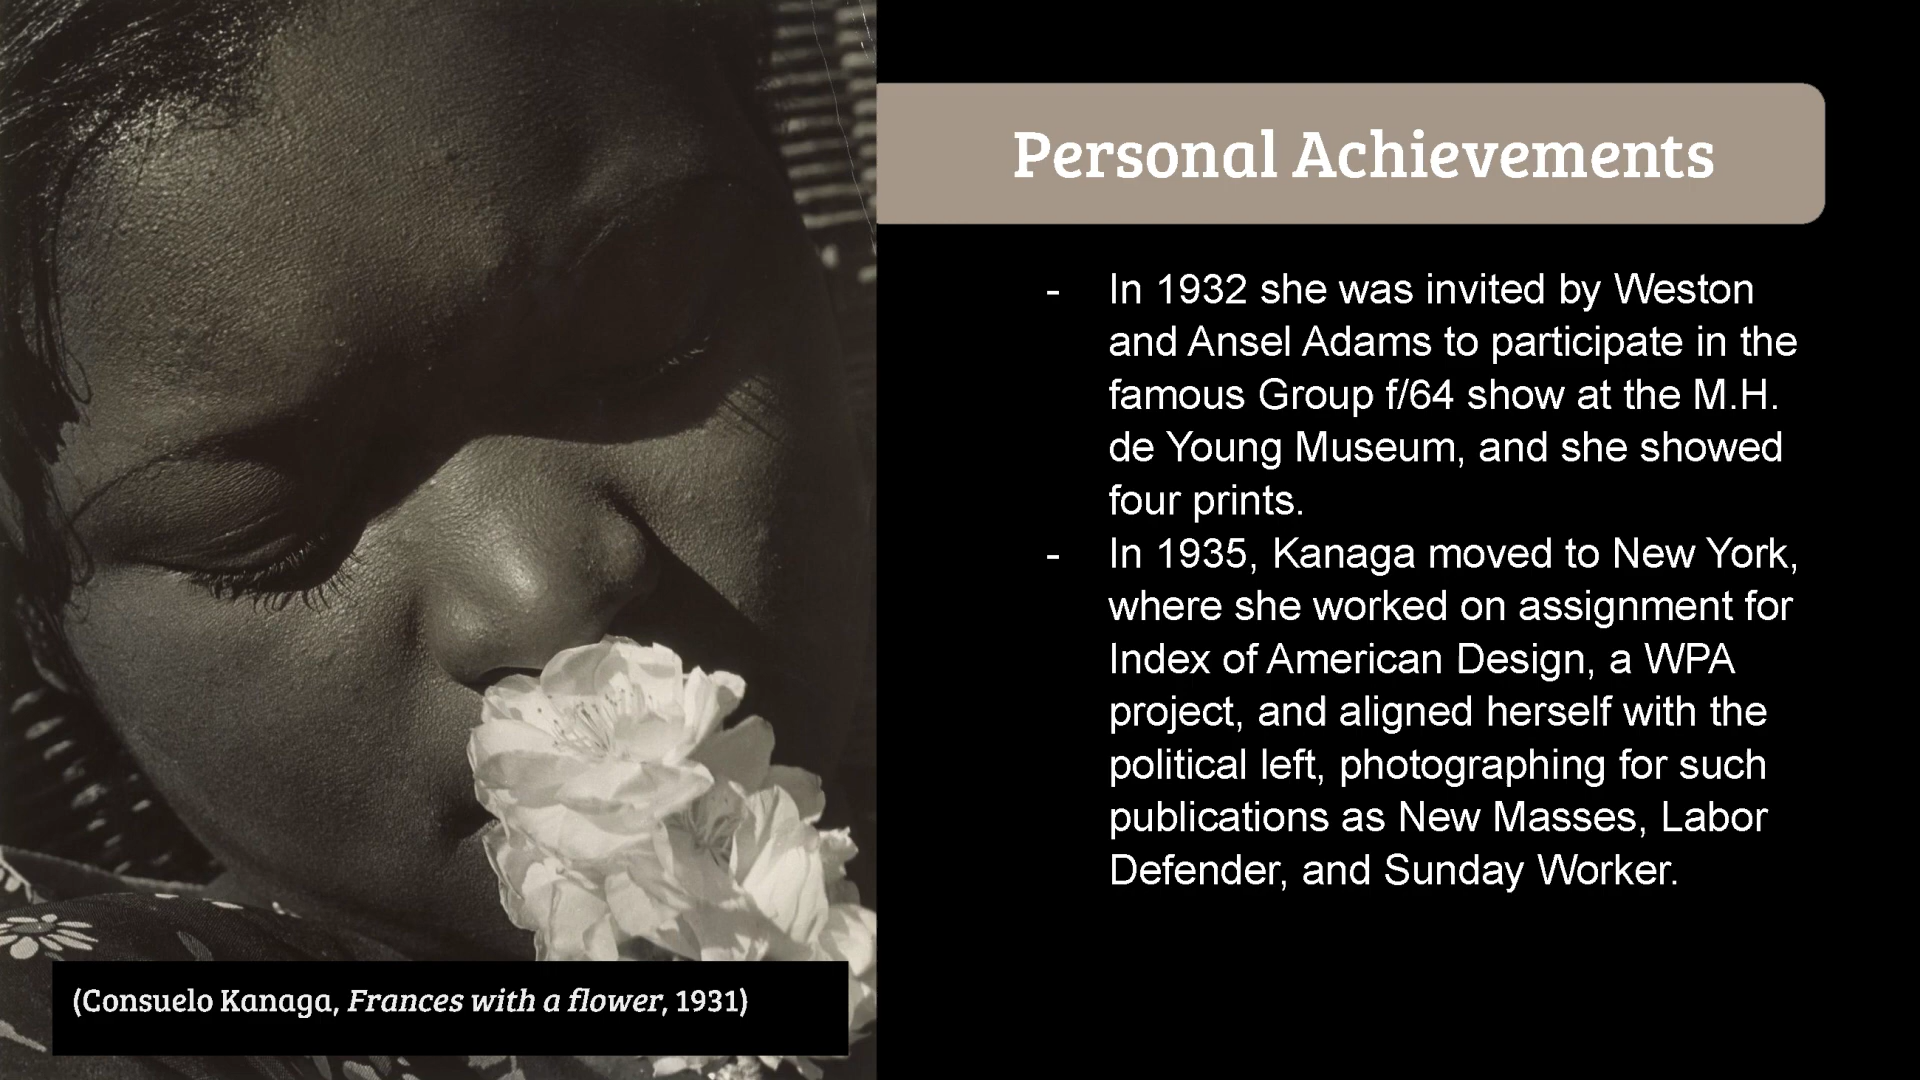 Personal Achievements
- In 1932 she was invited by Weston
and Ansel Adams to participate in the
famous Group f/64 show at the M.H.
de Young Museum, and she showed
four prints.
- In 1935, Kanaga moved to New York,
where she worked on assignment for
Index of American Design, a WPA
project, and aligned herself with the
political left, photographing for such
publications as New Masses, Labor
Defender, and Sunday Worker.
(Consuelo Kanaga, Frances with a flower, 1931)